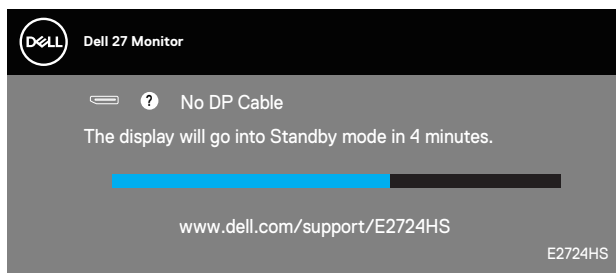 DELL
Dell 27 Monitor
? No DP Cable
The display will go into Standby mode in 4 minutes.
www.dell.com/support/E2724HS
E2724HS